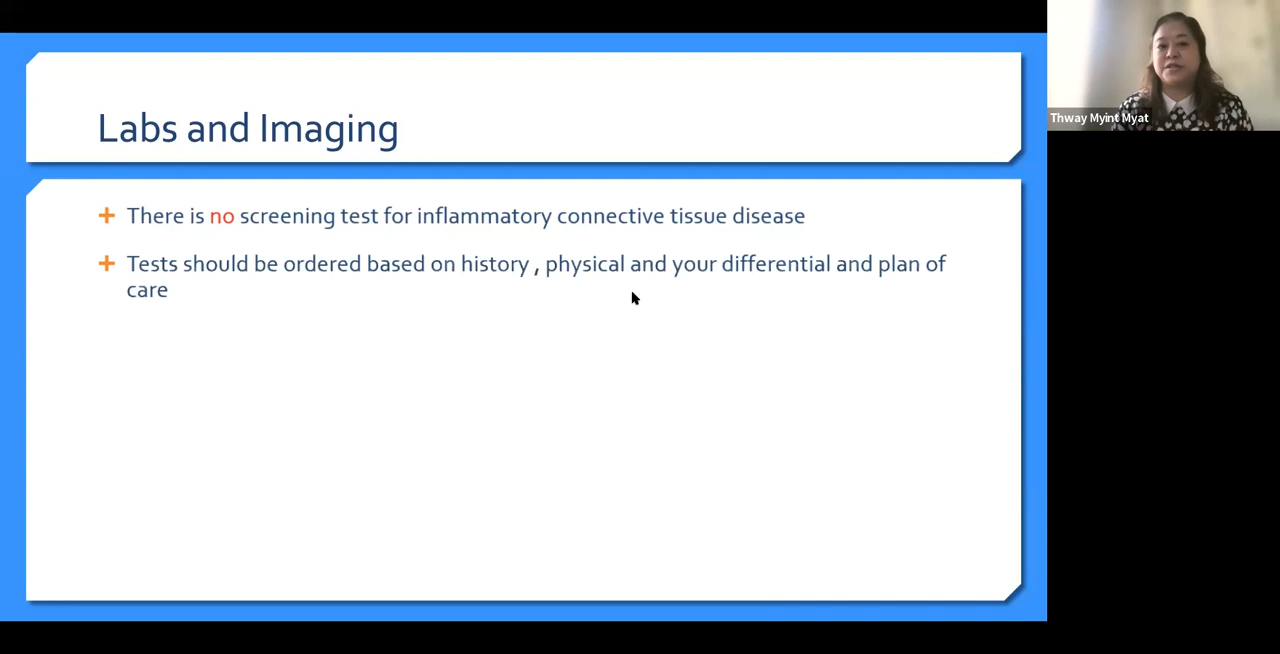 Labs and Imaging
There is no screening test for inflammatory connective tissue disease
Tests should be ordered based on history , physical and your differential and plan of
care
Thway Myint Myat